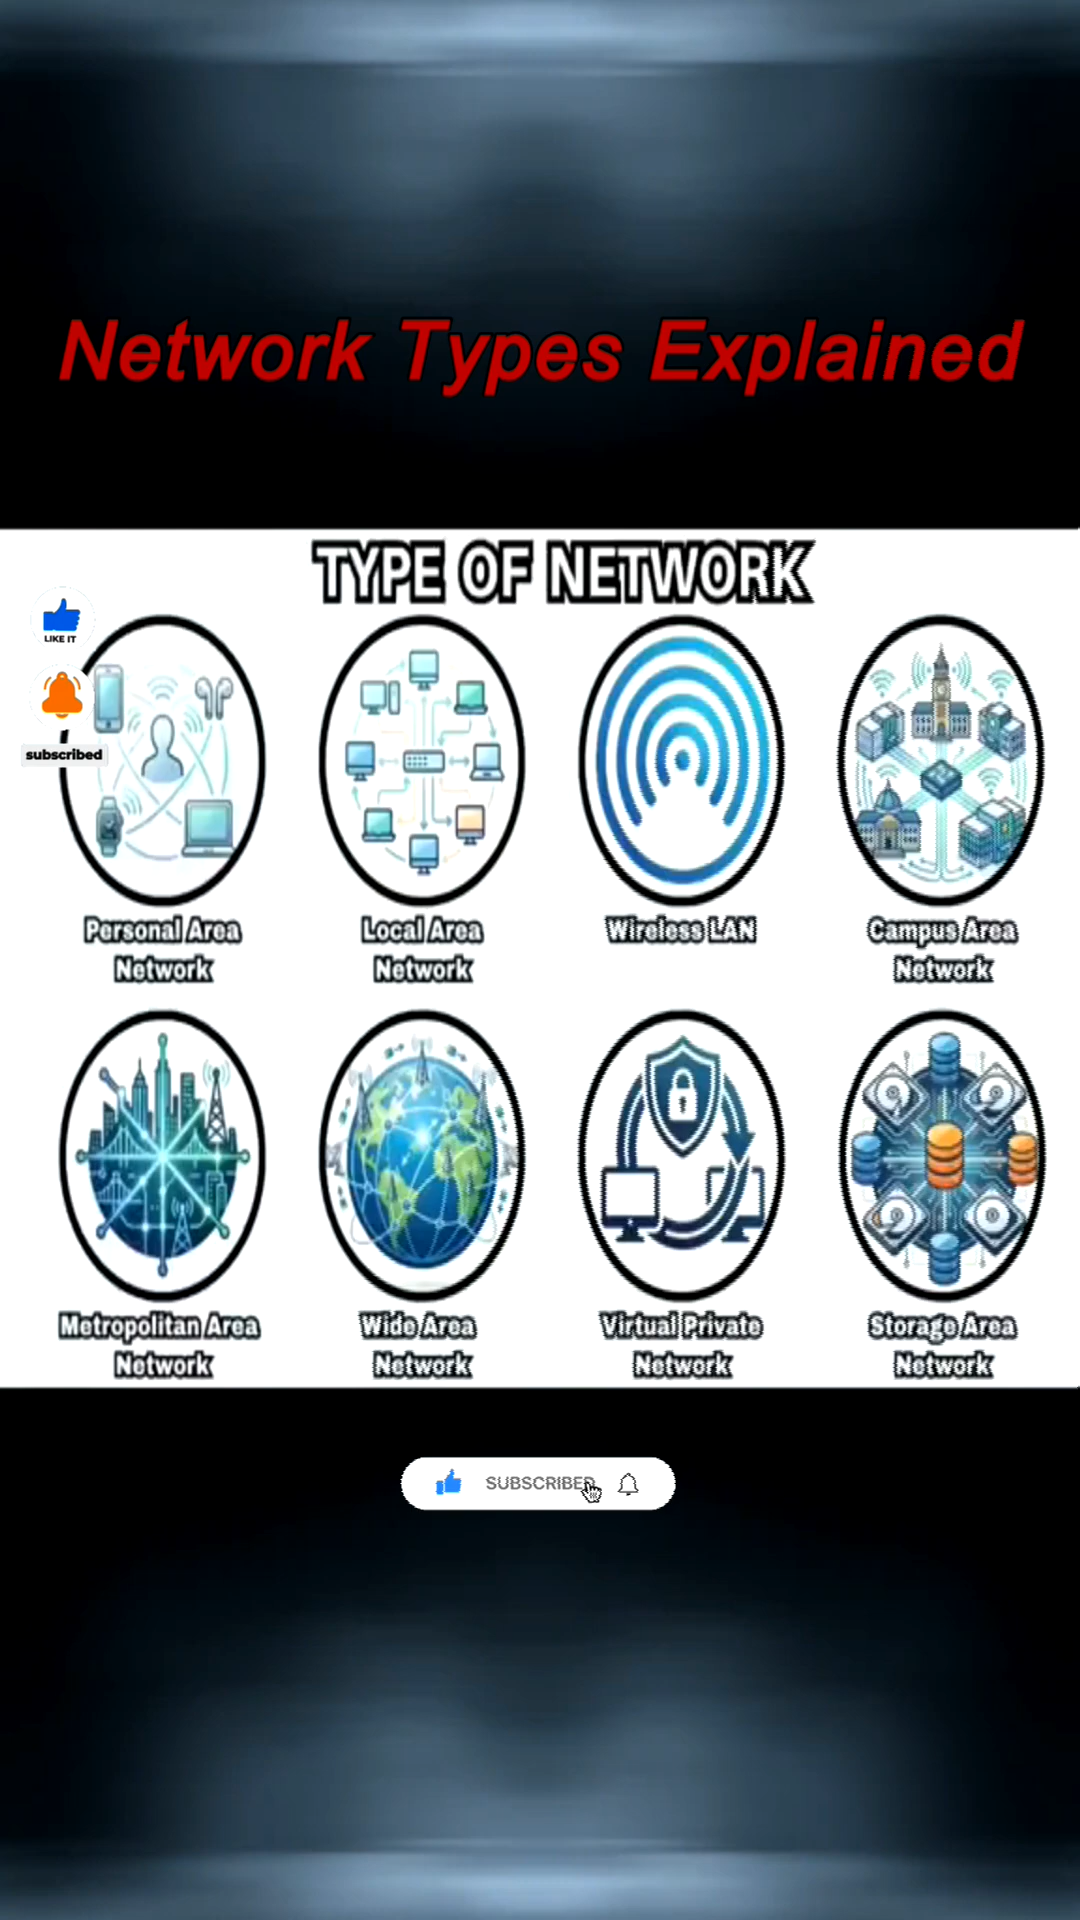 Network Types Explained
TYPE OF NETWORK
LIKE IT
subscribed
Personal Area
Network
Local Area
Network
Wireless LAN
Campus Area
Network
Metropolitan Area
Network
Wide Area
Network
Virtual Private
Network
Storage Area
Network
SUBSCRIBED